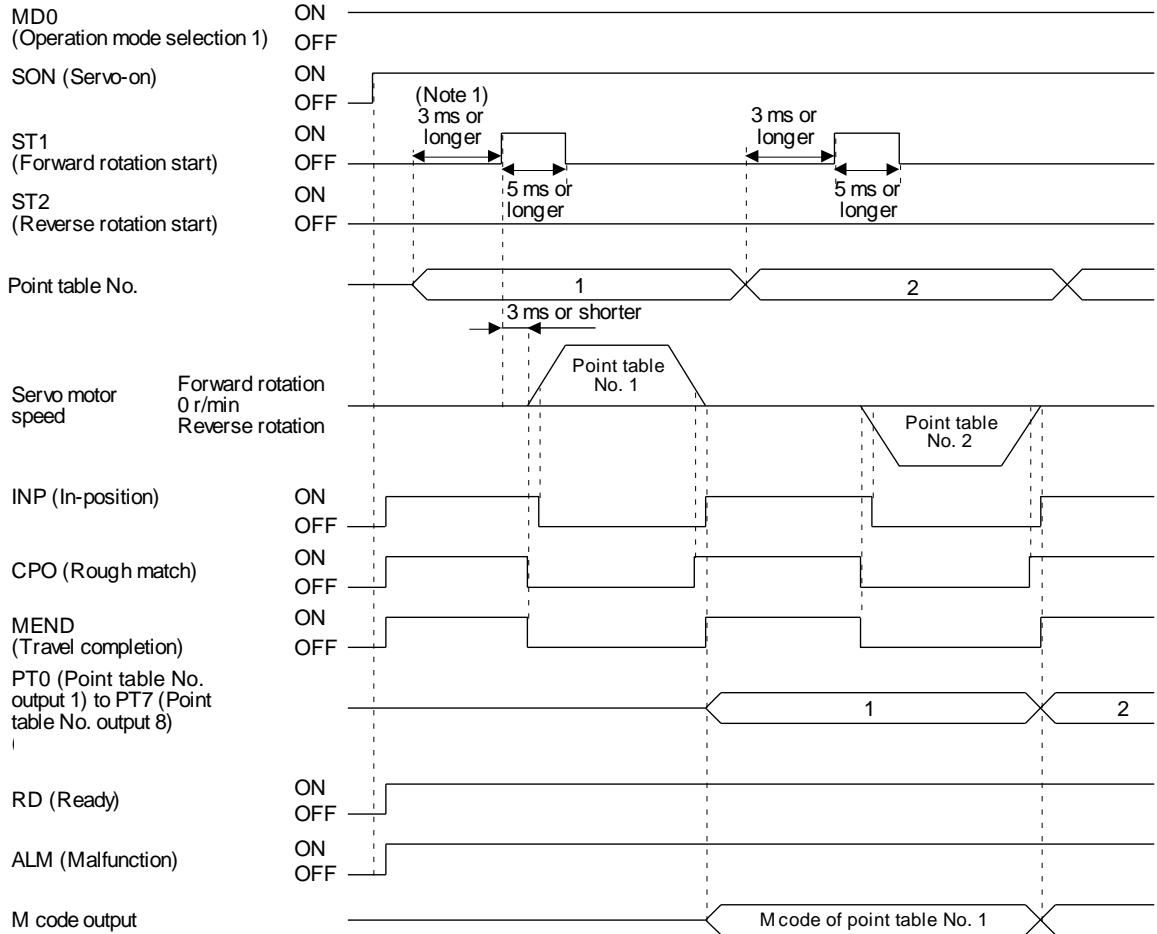 MD0
(Operation mode selection 1)
ON
OFF
SON (Servo-on)
ON
OFF
ST1
(Forward rotation start)
ON
OFF
(Note 1)
3 ms or
longer
5 ms or
longer
3 ms or
longer
5 ms or
longer
ST2
(Reverse rotation start)
ON
OFF
Point table No.
1
2
3 ms or shorter
Servo motor
speed
Forward rotation
0 r/min
Reverse rotation
Point table
No. 1
Point table
No. 2
INP (In-position)
ON
OFF
CPO (Rough match)
ON
OFF
MEND
(Travel completion)
ON
OFF
PT0 (Point table No.
output 1) to PT7 (Point
table No. output 8)
(
1
2
RD (Ready)
ON
OFF
ALM (Malfunction)
ON
OFF
M code output
M code of point table No. 1